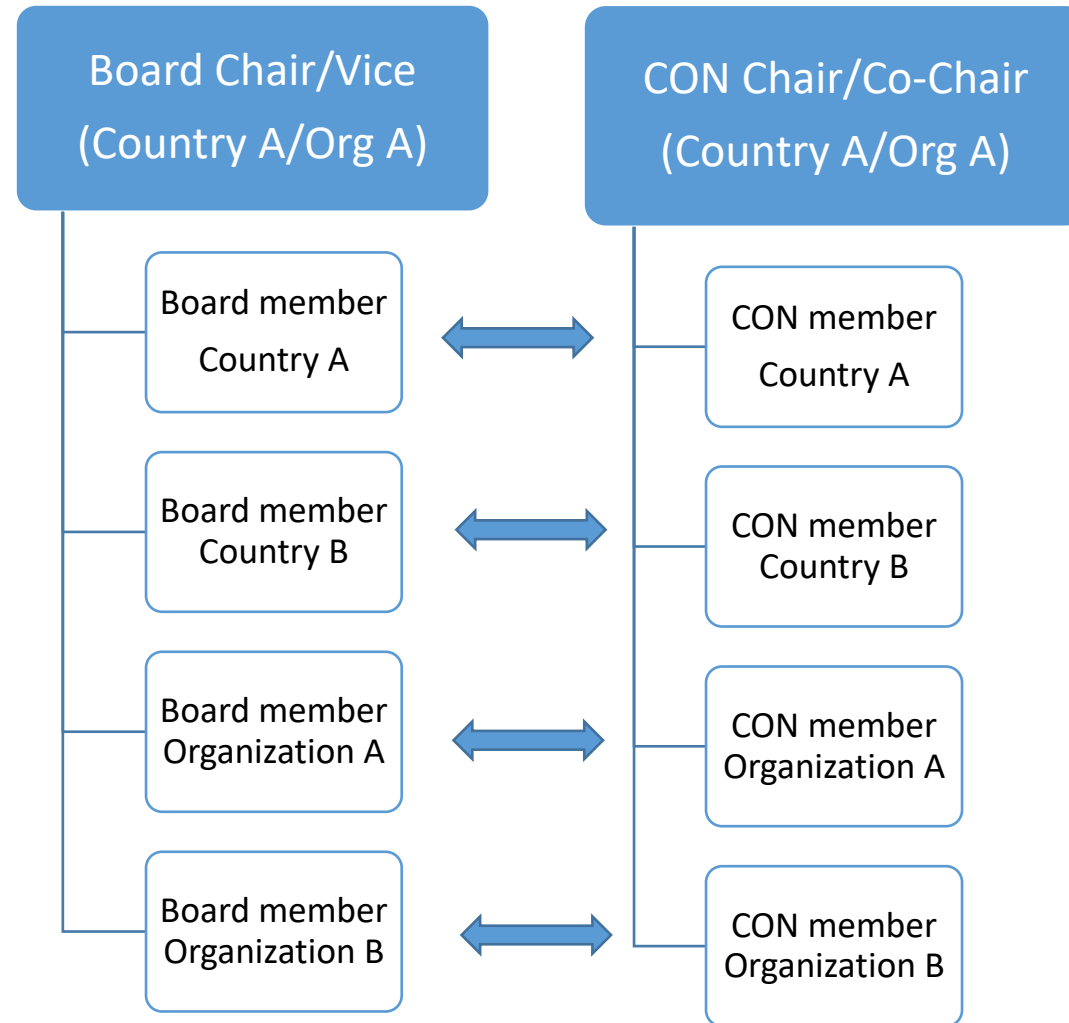 Board Chair/Vice
(Country A/Org A)
Board member
Country A
Board member
Country B
Board member
Organization A
Board member
Organization B
CON Chair/Co-Chair
(Country A/Org A)
CON member
Country A
CON member
Country B
CON member
Organization A
CON member
Organization B